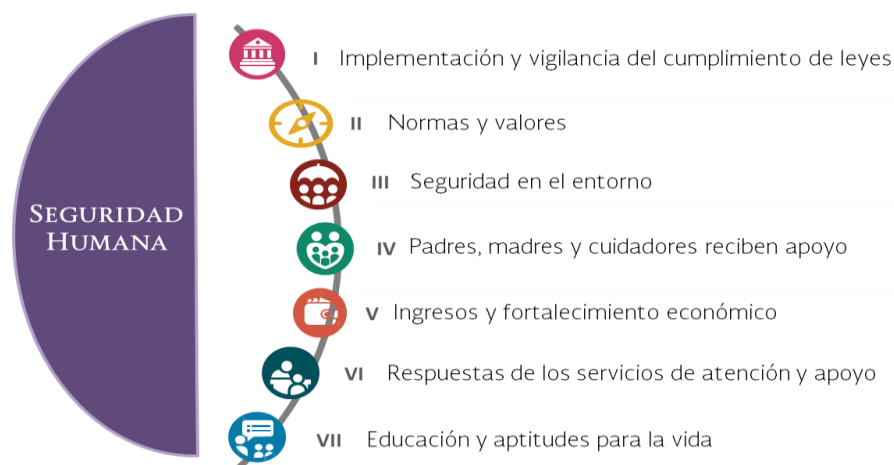 SEGURIDAD
HUMANA
I Implementación y vigilancia del cumplimiento de leyes
II Normas y valores
III Seguridad en el entorno
IV Padres, madres y cuidadores reciben apoyo
V Ingresos y fortalecimiento económico
VI Respuestas de los servicios de atención y apoyo
VII Educación y aptitudes para la vida